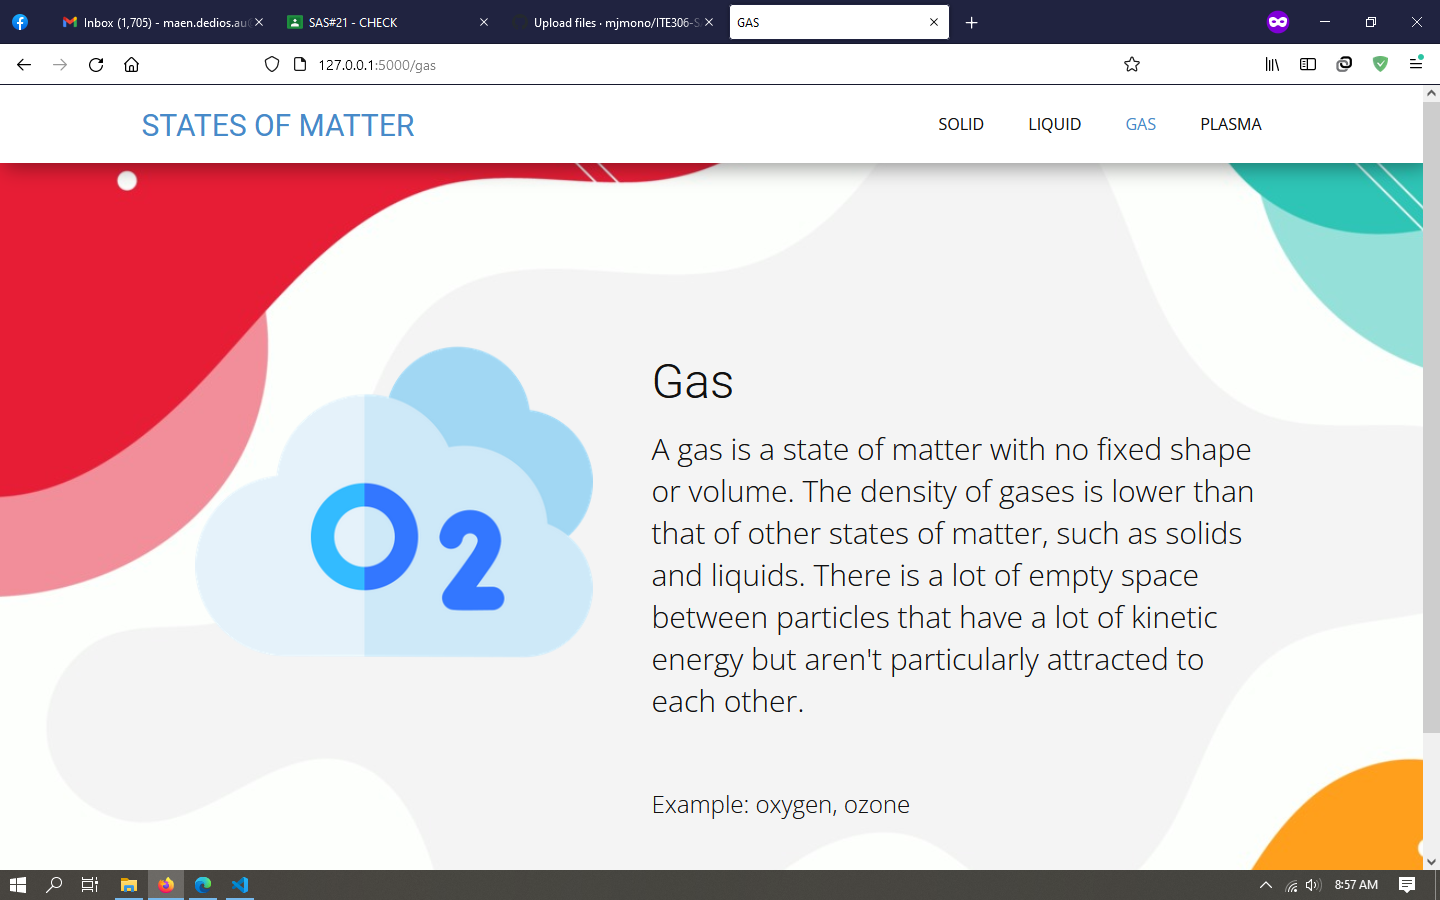 Inbox (1,705) - maen.dedios.au
SAS#21 - CHECK
Upload files · mjmono/ITE306-S
GAS
127.0.0.1:5000/gas
STATES OF MATTER
SOLID
LIQUID
GAS
PLASMA
O2
Gas
A gas is a state of matter with no fixed shape
or volume. The density of gases is lower than
that of other states of matter, such as solids
and liquids. There is a lot of empty space
between particles that have a lot of kinetic
energy but aren't particularly attracted to
each other.
Example: oxygen, ozone
8:57 AM